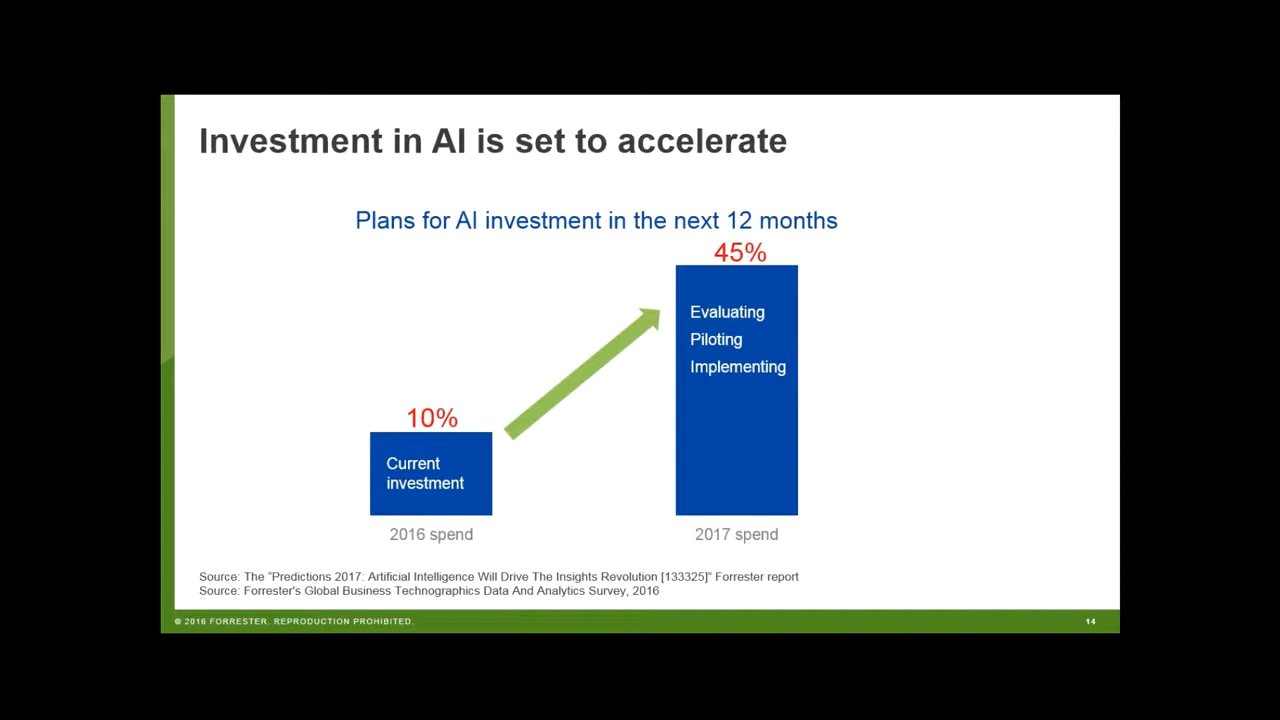 Investment in AI is set to accelerate
Plans for AI investment in the next 12 months
45%
Evaluating
Piloting
Implementing
10%
Current
investment
2016 spend
2017 spend
Source: The "Predictions 2017: Artificial Intelligence Will Drive The Insights Revolution [133325]" Forrester report
Source: Forrester's Global Business Technographics Data And Analytics Survey, 2016
© 2016 FORRESTER. REPRODUCTION PROHIBITED.
14